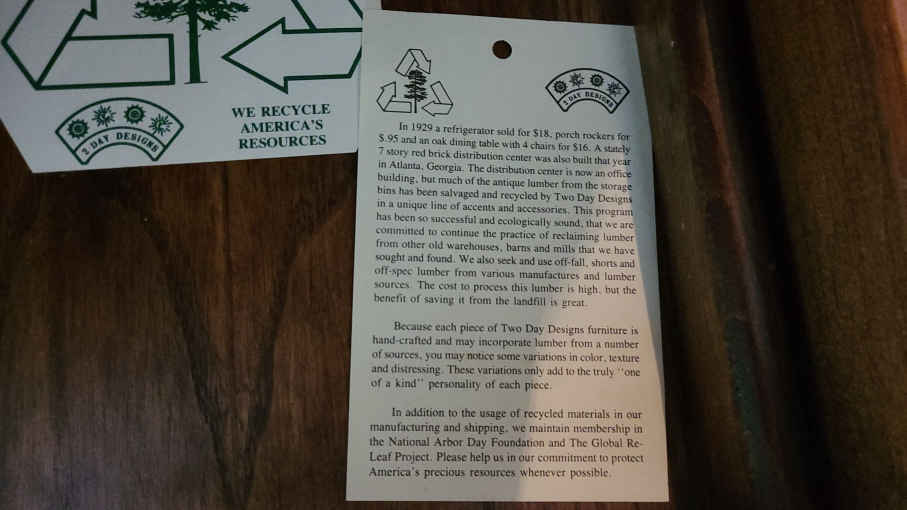 2 DAY DESIGNS
WE RECYCLE
AMERICA'S
RESOURCES
2 DAY DESIGNS
In 1929 a refrigerator sold for $18, porch rockers for
$.95 and an oak dining table with 4 chairs for $16. A stately
7 story red brick distribution center was also built that year
in Atlanta, Georgia. The distribution center is now an office
building, but much of the antique lumber from the storage
bins has been salvaged and recycled by Two Day Designs
in a unique line of accents and accessories. This program
has been so successful and ecologically sound, that we are
committed to continue the practice of reclaiming lumber
from other old warehouses, barns and mills that we have
sought and found. We also seek and use off-fall, shorts and
off-spec lumber from various manufactures and lumber
sources. The cost to process this lumber is high, but the
benefit of saving it from the landfill is great.
Because each piece of Two Day Designs furniture is
hand-crafted and may incorporate lumber from a number
of sources, you may notice some variations in color, texture
and distressing. These variations only add to the truly ''one
of a kind'' personality of each piece.
In addition to the usage of recycled materials in our
manufacturing and shipping, we maintain membership in
the National Arbor Day Foundation and The Global Re-
Leaf Project. Please help us in our commitment to protect
America's precious resources whenever possible.